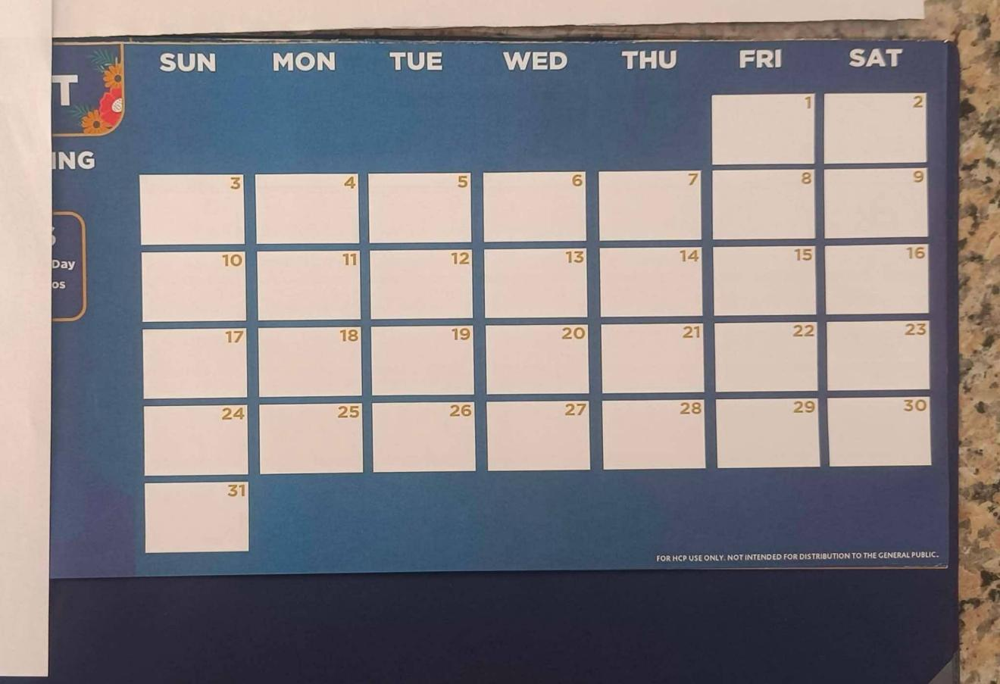 T
ING
Day
os
SUN MON TUE WED THU FRI SAT
1 2
3 4 5 6 7 8 9
10 11 12 13 14 15 16
17 18 19 20 21 22 23
24 25 26 27 28 29 30
31
FOR HCP USE ONLY. NOT INTENDED FOR DISTRIBUTION TO THE GENERAL PUBLIC.